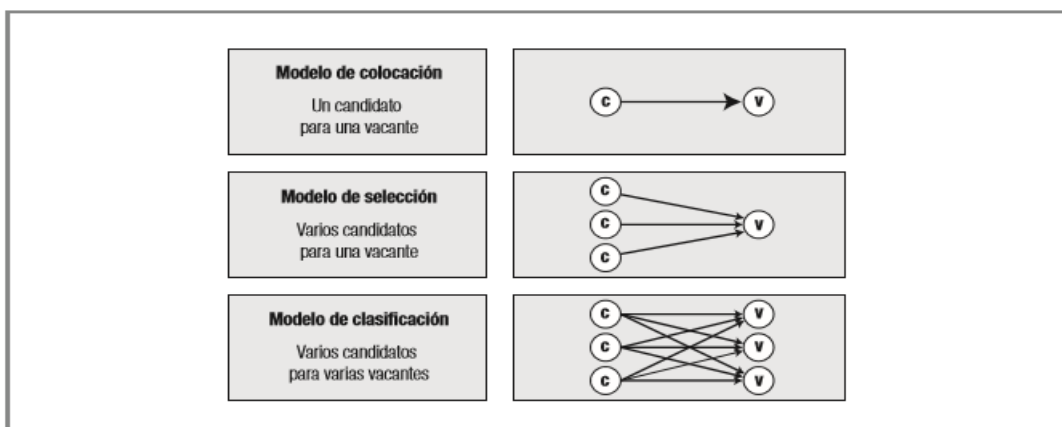 Modelo de colocación
Un candidato
para una vacante
C
V
Modelo de selección
Varios candidatos
para una vacante
C
C
C
V
Modelo de clasificación
Varios candidatos
para varias vacantes
C
V
C
V
C
V